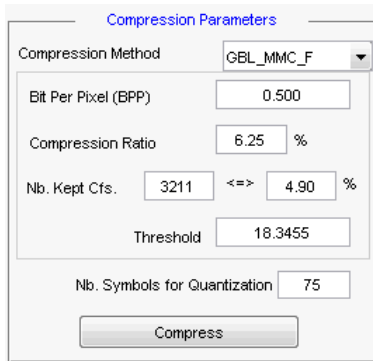 Compression Parameters
Compression Method GBL_MMC_F
Bit Per Pixel (BPP) 0.500
Compression Ratio 6.25 %
Nb. Kept Cfs. 3211 <=> 4.90 %
Threshold 18.3455
Nb. Symbols for Quantization 75
Compress